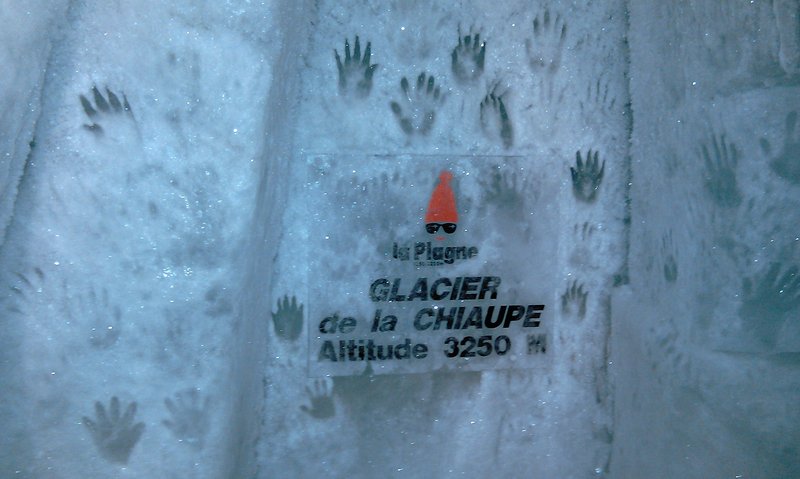 la Plagne
GLACIER
de la CHIAUPE
Altitude 3250 M